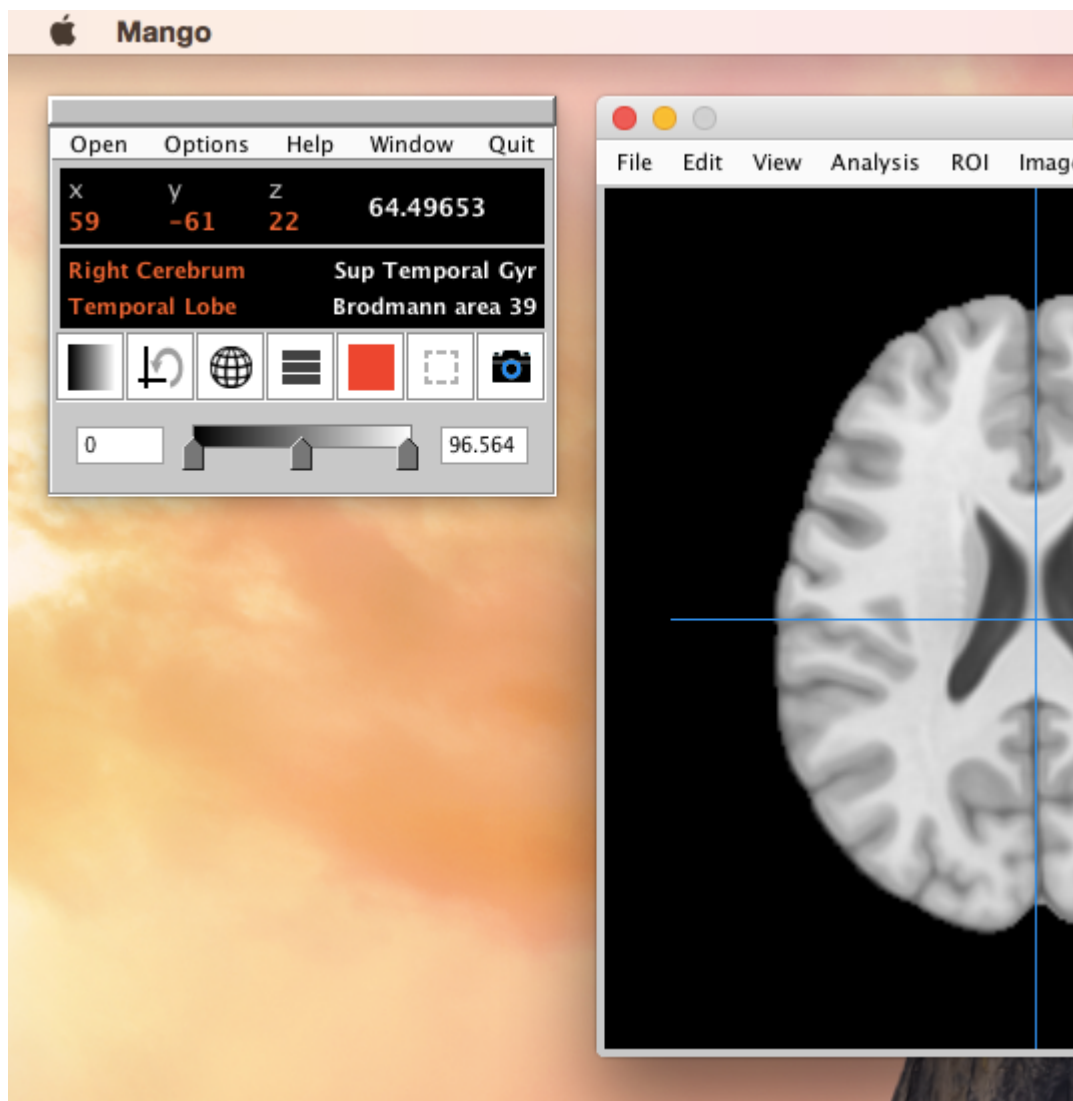 Mango
Open Options Help Window Quit
x y z
59 -61 22 64.49653
Right Cerebrum Sup Temporal Gyr
Temporal Lobe Brodmann area 39
0 96.564
File Edit View Analysis ROI Imag